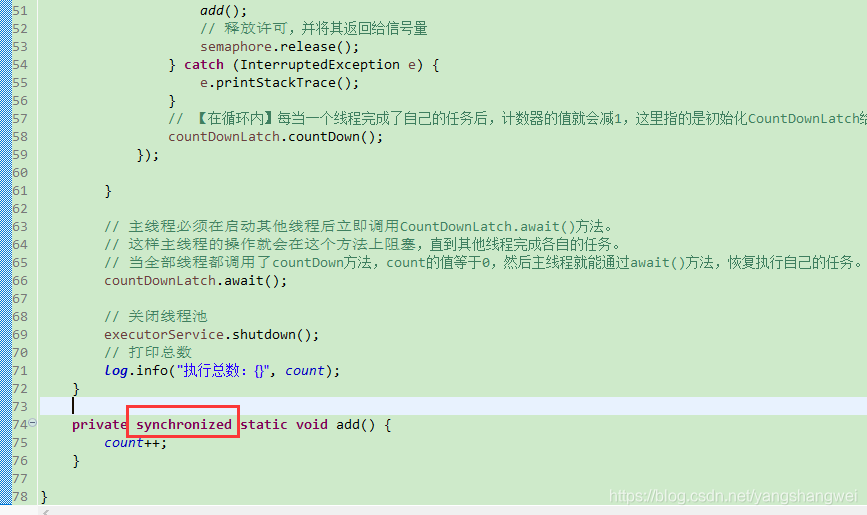 51 add();
52 // 释放许可，并将其返回给信号量
53 semaphore.release();
54 } catch (InterruptedException e) {
55 e.printStackTrace();
56 }
57 // 【在循环内】每当一个线程完成了自己的任务后，计数器的值就会减1，这里指的是初始化CountDownLatch给
58 countDownLatch.countDown();
59 });
60
61 }
62
63 // 主线程必须在启动其他线程后立即调用CountDownLatch.await()方法。
64 // 这样主线程的操作就会在这个方法上阻塞，直到其他线程完成各自的任务。
65 // 当全部线程都调用了countDown方法，count的值等于0，然后主线程就能通过await()方法，恢复执行自己的任务。
66 countDownLatch.await();
67
68 // 关闭线程池
69 executorService.shutdown();
70 // 打印总数
71 log.info("执行总数：{}", count);
72 }
73
74 private synchronized static void add() {
75 count++;
76 }
77
78 }
https://blog.csdn.net/yangshangwei